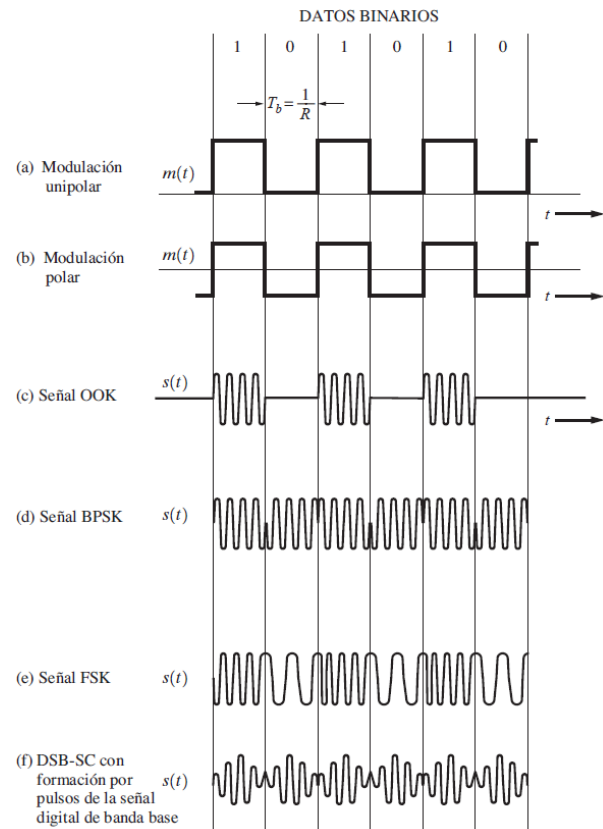 DATOS BINARIOS
1 0 1 0 1 0
T_b = 1/R
(a) Modulación
unipolar
m(t)
t
(b) Modulación
polar
m(t)
t
(c) Señal OOK
s(t)
t
(d) Señal BPSK
s(t)
(e) Señal FSK
s(t)
(f) DSB-SC con
formación por
pulsos de la señal
digital de banda base
s(t)